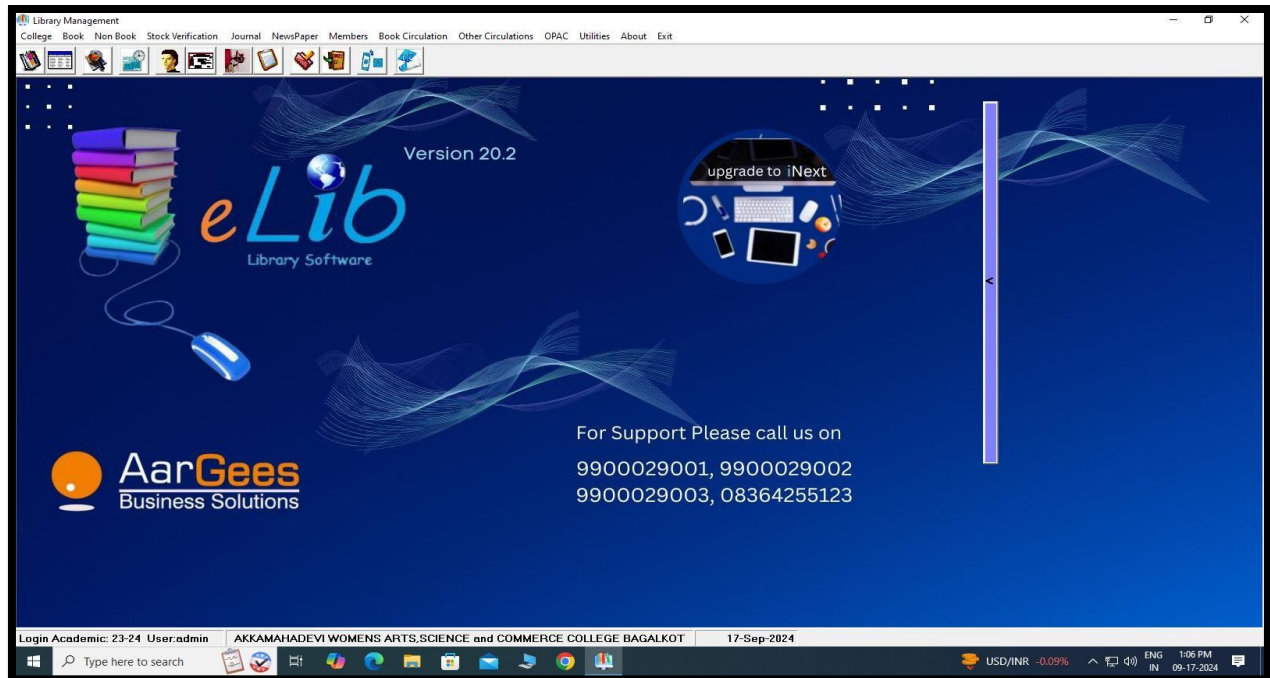 Library Management
College Book Non Book Stock Verification Journal NewsPaper Members Book Circulation Other Circulations OPAC Utilities About Exit
Version 20.2
upgrade to iNext
eLib
Library Software
<
For Support Please call us on
9900029001, 9900029002
9900029003, 08364255123
AarGees
Business Solutions
Login Academic: 23-24 User:admin AKKAMAHADEVI WOMENS ARTS,SCIENCE and COMMERCE COLLEGE BAGALKOT 17-Sep-2024
Type here to search USD/INR -0.09% ENG 1:06 PM
IN 09-17-2024